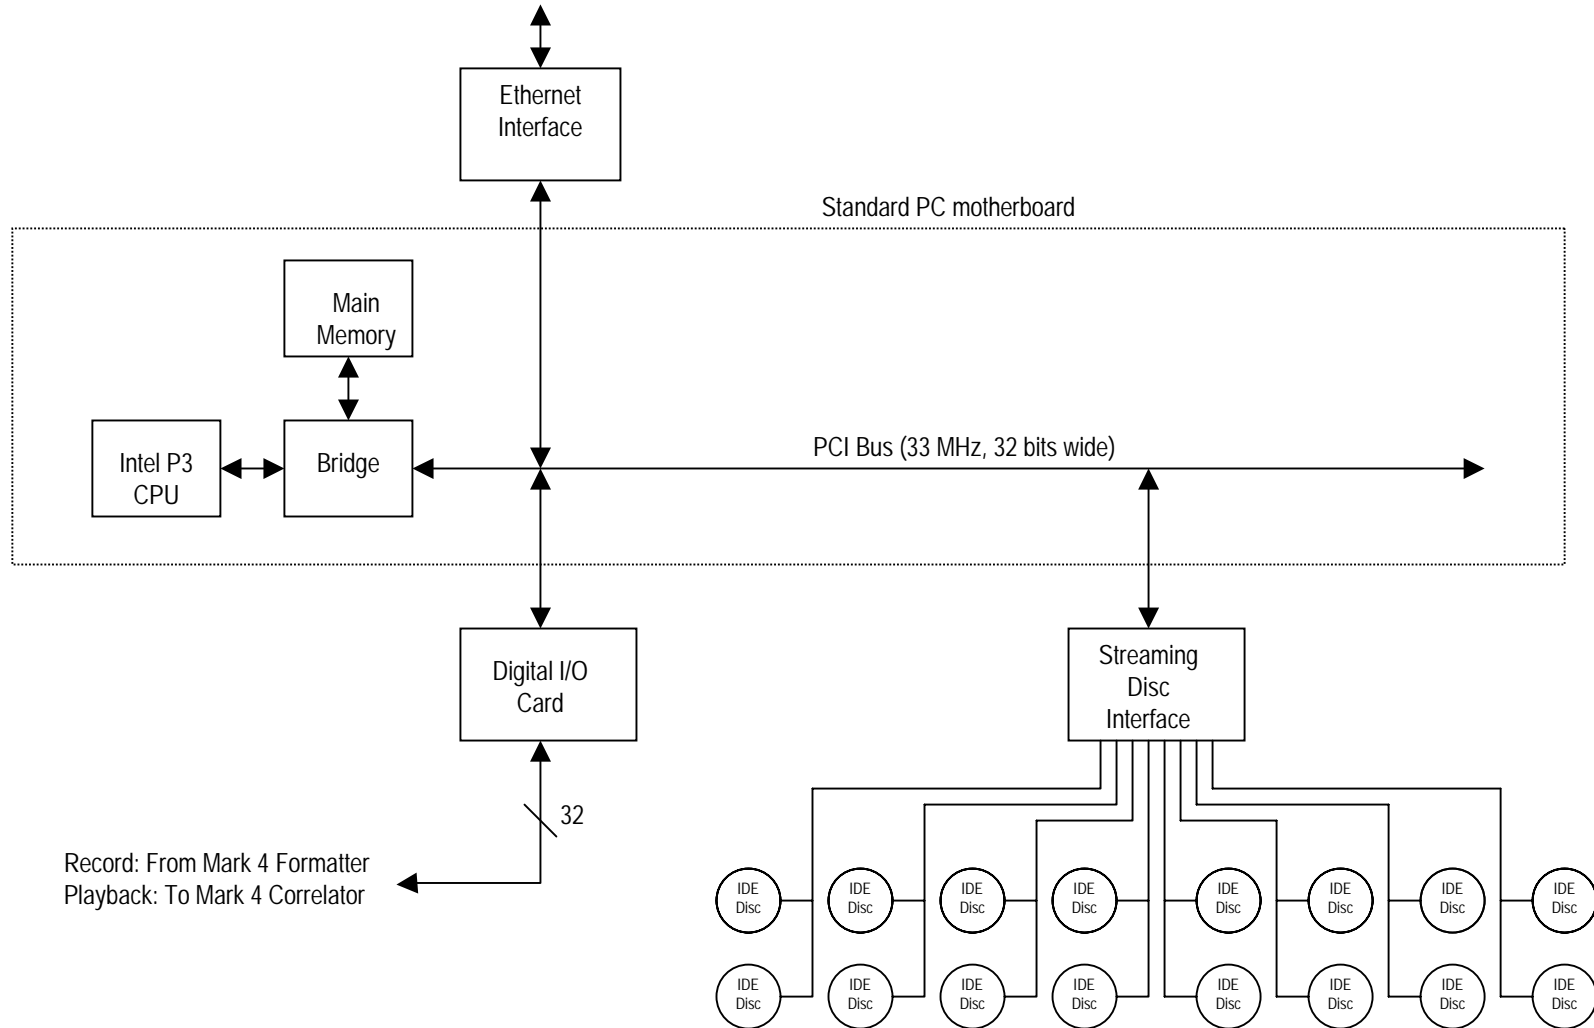 Ethernet
Interface
Standard PC motherboard
Main
Memory
Intel P3
CPU
Bridge
PCI Bus (33 MHz, 32 bits wide)
Digital I/O
Card
Streaming
Disc
Interface
32
Record: From Mark 4 Formatter
Playback: To Mark 4 Correlator
IDE
Disc
IDE
Disc
IDE
Disc
IDE
Disc
IDE
Disc
IDE
Disc
IDE
Disc
IDE
Disc
IDE
Disc
IDE
Disc
IDE
Disc
IDE
Disc
IDE
Disc
IDE
Disc
IDE
Disc
IDE
Disc